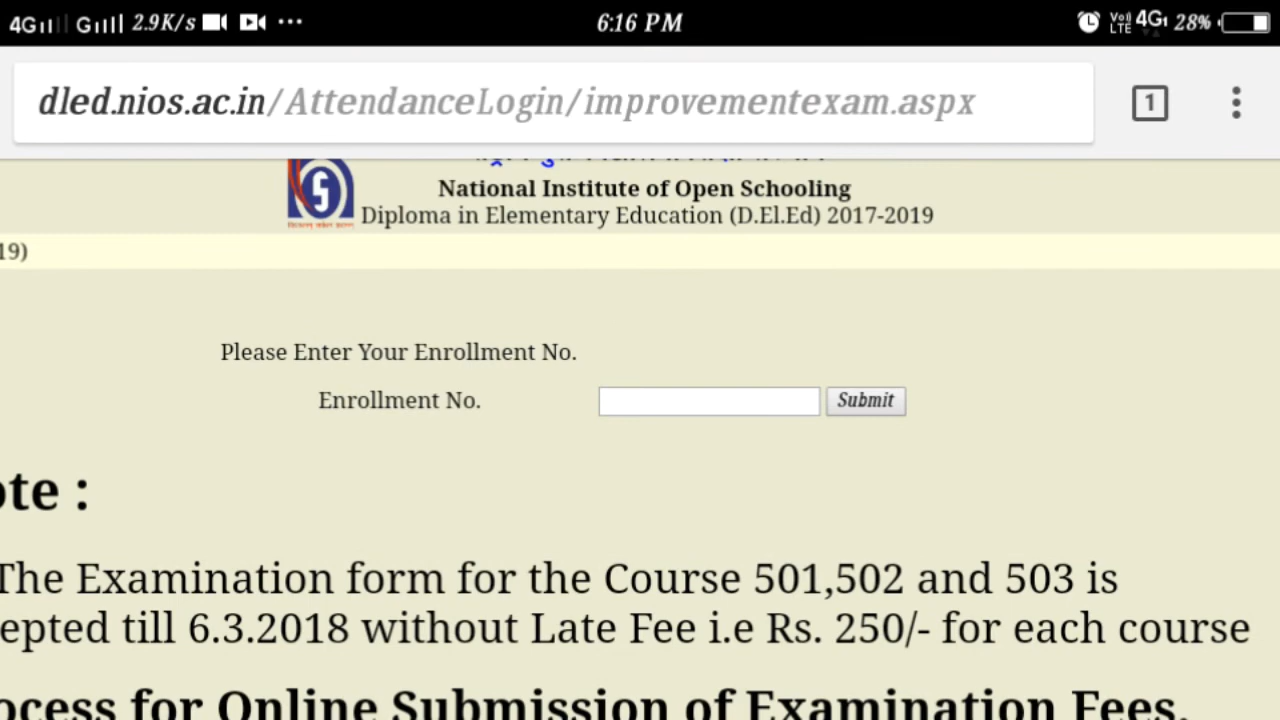 4G G 2.9K/s 6:16 PM VoI) LTE 4G 28%
dled.nios.ac.in/AttendanceLogin/improvementexam.aspx 1
National Institute of Open Schooling
Diploma in Elementary Education (D.El.Ed) 2017-2019
19)
Please Enter Your Enrollment No.
Enrollment No. Submit
ote :
The Examination form for the Course 501,502 and 503 is
epted till 6.3.2018 without Late Fee i.e Rs. 250/- for each course
ocess for Online Submission of Examination Fees.